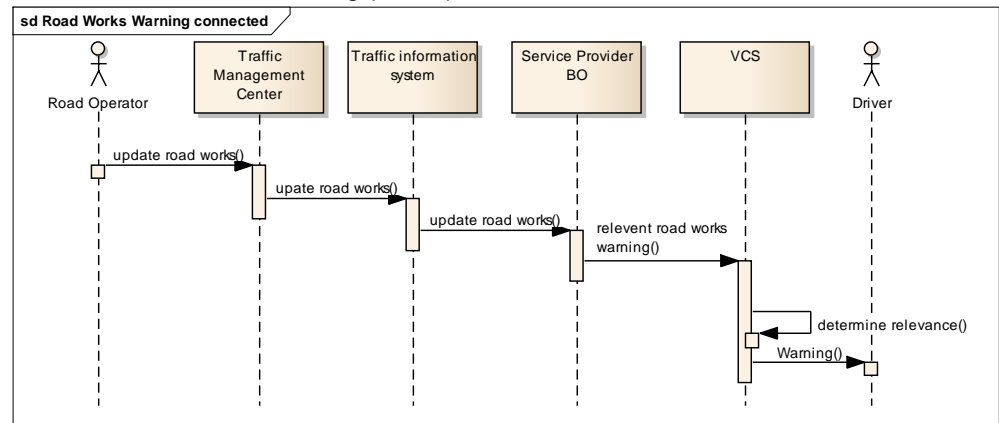 sd Road Works Warning connected
Road Operator
Traffic
Management
Center
Traffic information
system
Service Provider
BO
VCS
Driver
update road works()
upate road works()
update road works()
relevent road works
warning()
determine relevance()
Warning()